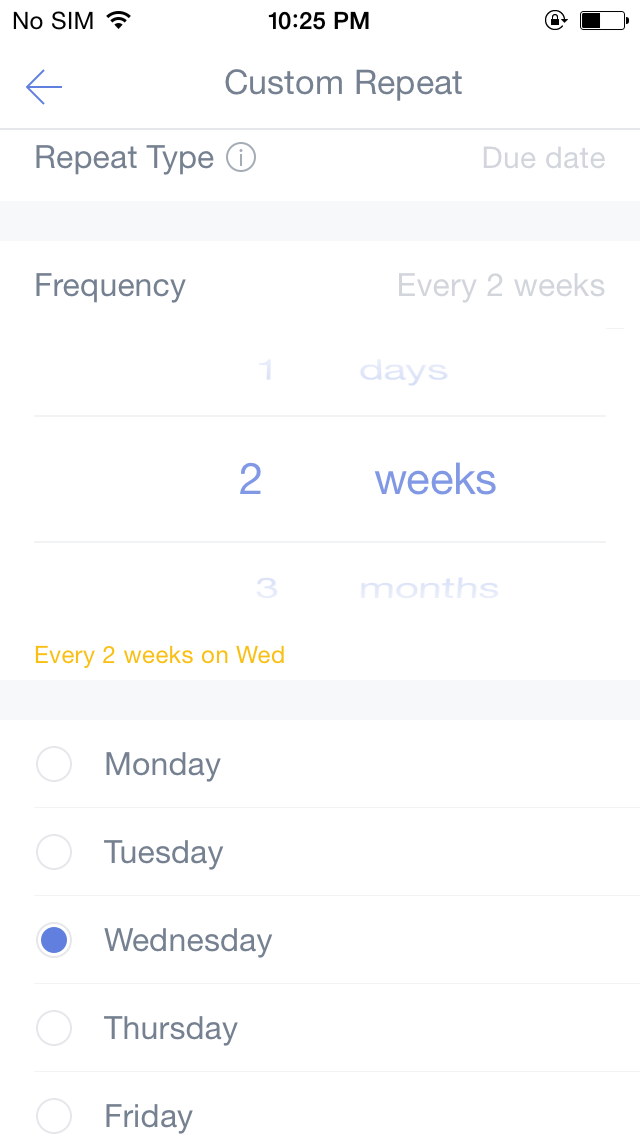 No SIM 10:25 PM
Custom Repeat
Repeat Type Due date
Frequency Every 2 weeks
1 days
2 weeks
3 months
Every 2 weeks on Wed
Monday
Tuesday
Wednesday
Thursday
Friday